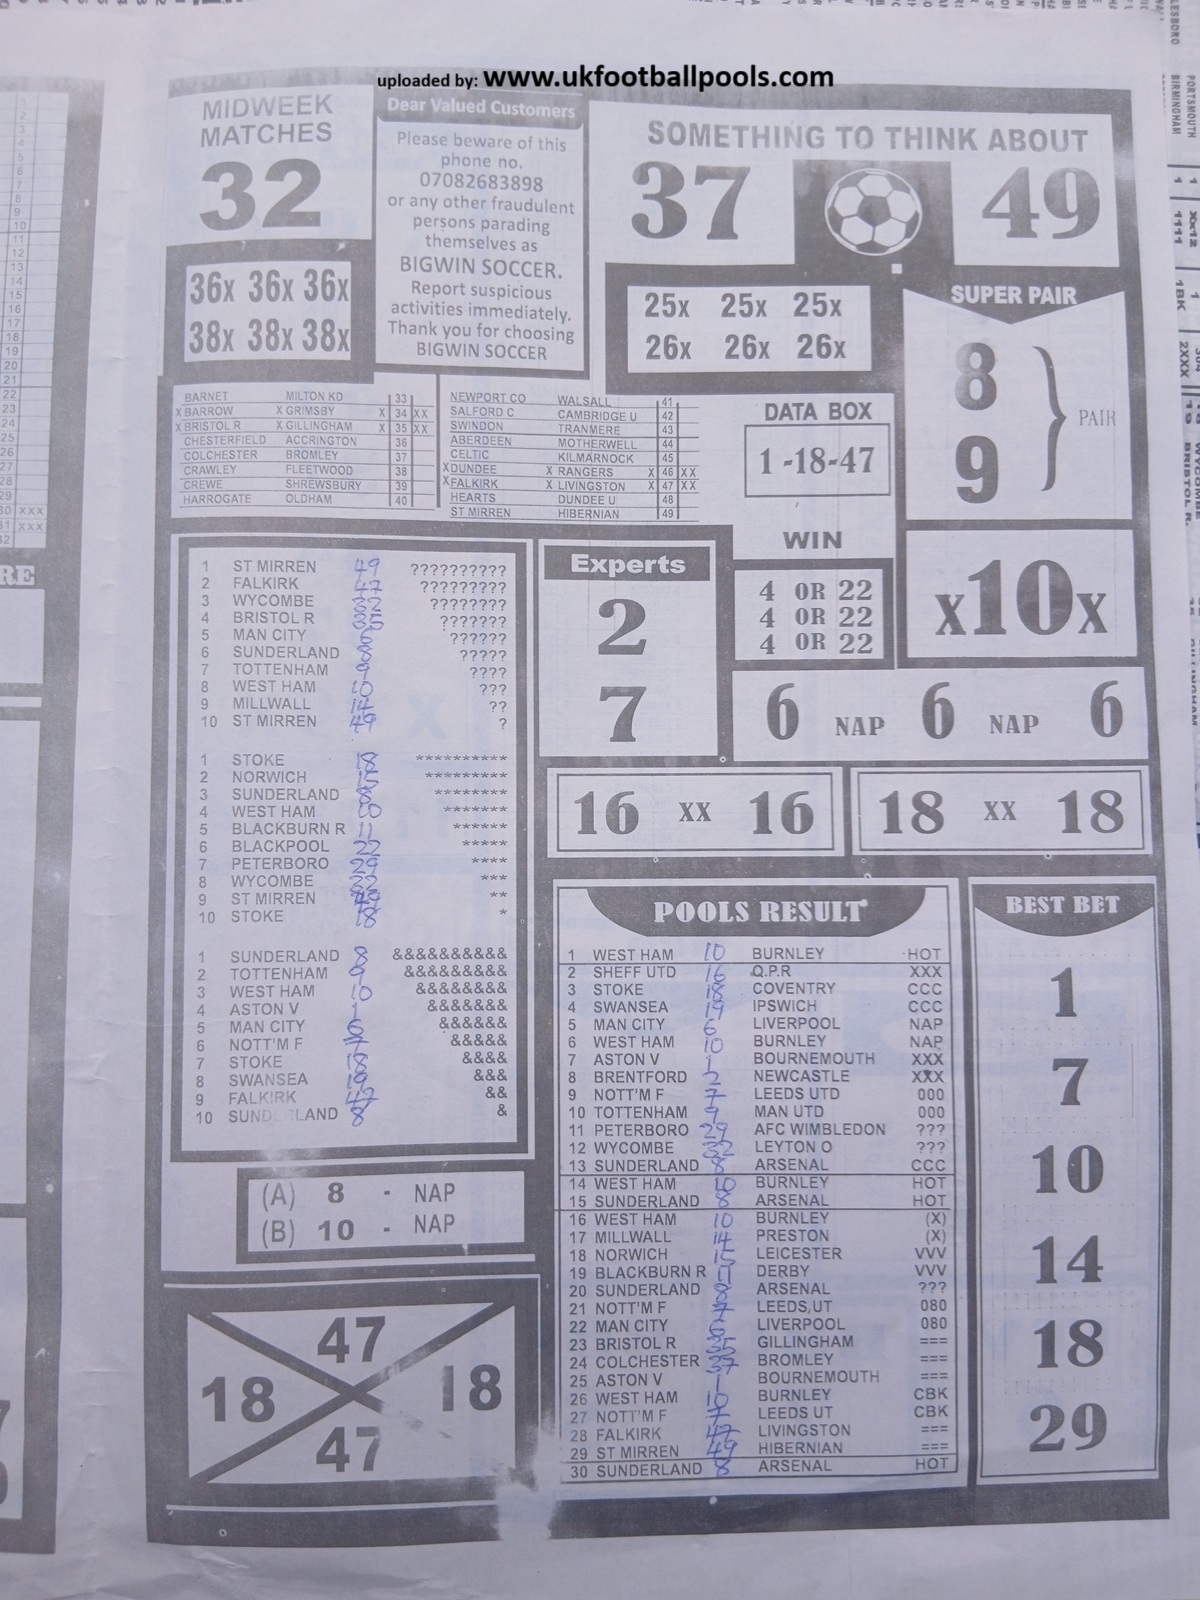 uploaded by: www.ukfootballpools.com
MIDWEEK
MATCHES
32
36x 36x 36x
38x 38x 38x
Dear Valued Customers
Please beware of this
phone no.
07082683898
or any other fraudulent
persons parading
themselves as
BIGWIN SOCCER.
Report suspicious
activities immediately.
Thank you for choosing
BIGWIN SOCCER
SOMETHING TO THINK ABOUT
37 49
25x 25x 25x
26x 26x 26x
SUPER PAIR
8
9
PAIR
BARNET MILTON KD 33
X BARROW X GRIMSBY X 34 XX
X BRISTOL R X GILLINGHAM X 35 XX
CHESTERFIELD ACCRINGTON 36
COLCHESTER BROMLEY 37
CRAWLEY FLEETWOOD 38
CREWE SHREWSBURY 39
HARROGATE OLDHAM 40
NEWPORT CO WALSALL 41
SALFORD C CAMBRIDGE U 42
SWINDON TRANMERE 43
ABERDEEN MOTHERWELL 44
CELTIC KILMARNOCK 45
X DUNDEE X RANGERS X 46 XX
X FALKIRK X LIVINGSTON X 47 XX
HEARTS DUNDEE U 48
ST MIRREN HIBERNIAN 49
DATA BOX
1 -18-47
WIN
4 OR 22
4 OR 22
4 OR 22
x10x
1 ST MIRREN 49 ??????????
2 FALKIRK 47 ?????????
3 WYCOMBE 32 ????????
4 BRISTOL R 35 ???????
5 MAN CITY 6 ??????
6 SUNDERLAND 8 ?????
7 TOTTENHAM 9 ????
8 WEST HAM 10 ???
9 MILLWALL 14 ??
10 ST MIRREN 49 ?
1 STOKE 18 **********
2 NORWICH 15 *********
3 SUNDERLAND 8 ********
4 WEST HAM 10 *******
5 BLACKBURN R 11 ******
6 BLACKPOOL 22 *****
7 PETERBORO 29 ****
8 WYCOMBE 32 ***
9 ST MIRREN 49 **
10 STOKE 18 *
1 SUNDERLAND 8 &&&&&&&&&&
2 TOTTENHAM 9 &&&&&&&&&
3 WEST HAM 10 &&&&&&&&
4 ASTON V 1 &&&&&&&
5 MAN CITY 6 &&&&&&
6 NOTT'M F 7 &&&&&
7 STOKE 18 &&&&
8 SWANSEA 19 &&&
9 FALKIRK 47 &&
10 SUNDERLAND 8 &
Experts
2
7
6 NAP 6 NAP 6
16 xx 16
18 xx 18
(A) 8 - NAP
(B) 10 - NAP
47
18 18
47
POOLS RESULT
1 WEST HAM 10 BURNLEY HOT
2 SHEFF UTD 16 Q.P.R XXX
3 STOKE 18 COVENTRY CCC
4 SWANSEA 19 IPSWICH CCC
5 MAN CITY 6 LIVERPOOL NAP
6 WEST HAM 10 BURNLEY NAP
7 ASTON V 1 BOURNEMOUTH XXX
8 BRENTFORD 2 NEWCASTLE XXX
9 NOTT'M F 7 LEEDS UTD 000
10 TOTTENHAM 9 MAN UTD 000
11 PETERBORO 29 AFC WIMBLEDON ???
12 WYCOMBE 32 LEYTON O ???
13 SUNDERLAND 8 ARSENAL CCC
14 WEST HAM 10 BURNLEY HOT
15 SUNDERLAND 8 ARSENAL HOT
16 WEST HAM 10 BURNLEY (X)
17 MILLWALL 14 PRESTON (X)
18 NORWICH 15 LEICESTER VVV
19 BLACKBURN R 11 DERBY VVV
20 SUNDERLAND 8 ARSENAL ???
21 NOTT'M F 7 LEEDS,UT 080
22 MAN CITY 6 LIVERPOOL 080
23 BRISTOL R 35 GILLINGHAM ===
24 COLCHESTER 37 BROMLEY ===
25 ASTON V 1 BOURNEMOUTH ===
26 WEST HAM 10 BURNLEY CBK
27 NOTT'M F 7 LEEDS UT CBK
28 FALKIRK 47 LIVINGSTON ===
29 ST MIRREN 49 HIBERNIAN ===
30 SUNDERLAND 8 ARSENAL HOT
BEST BET
1
7
10
14
18
29